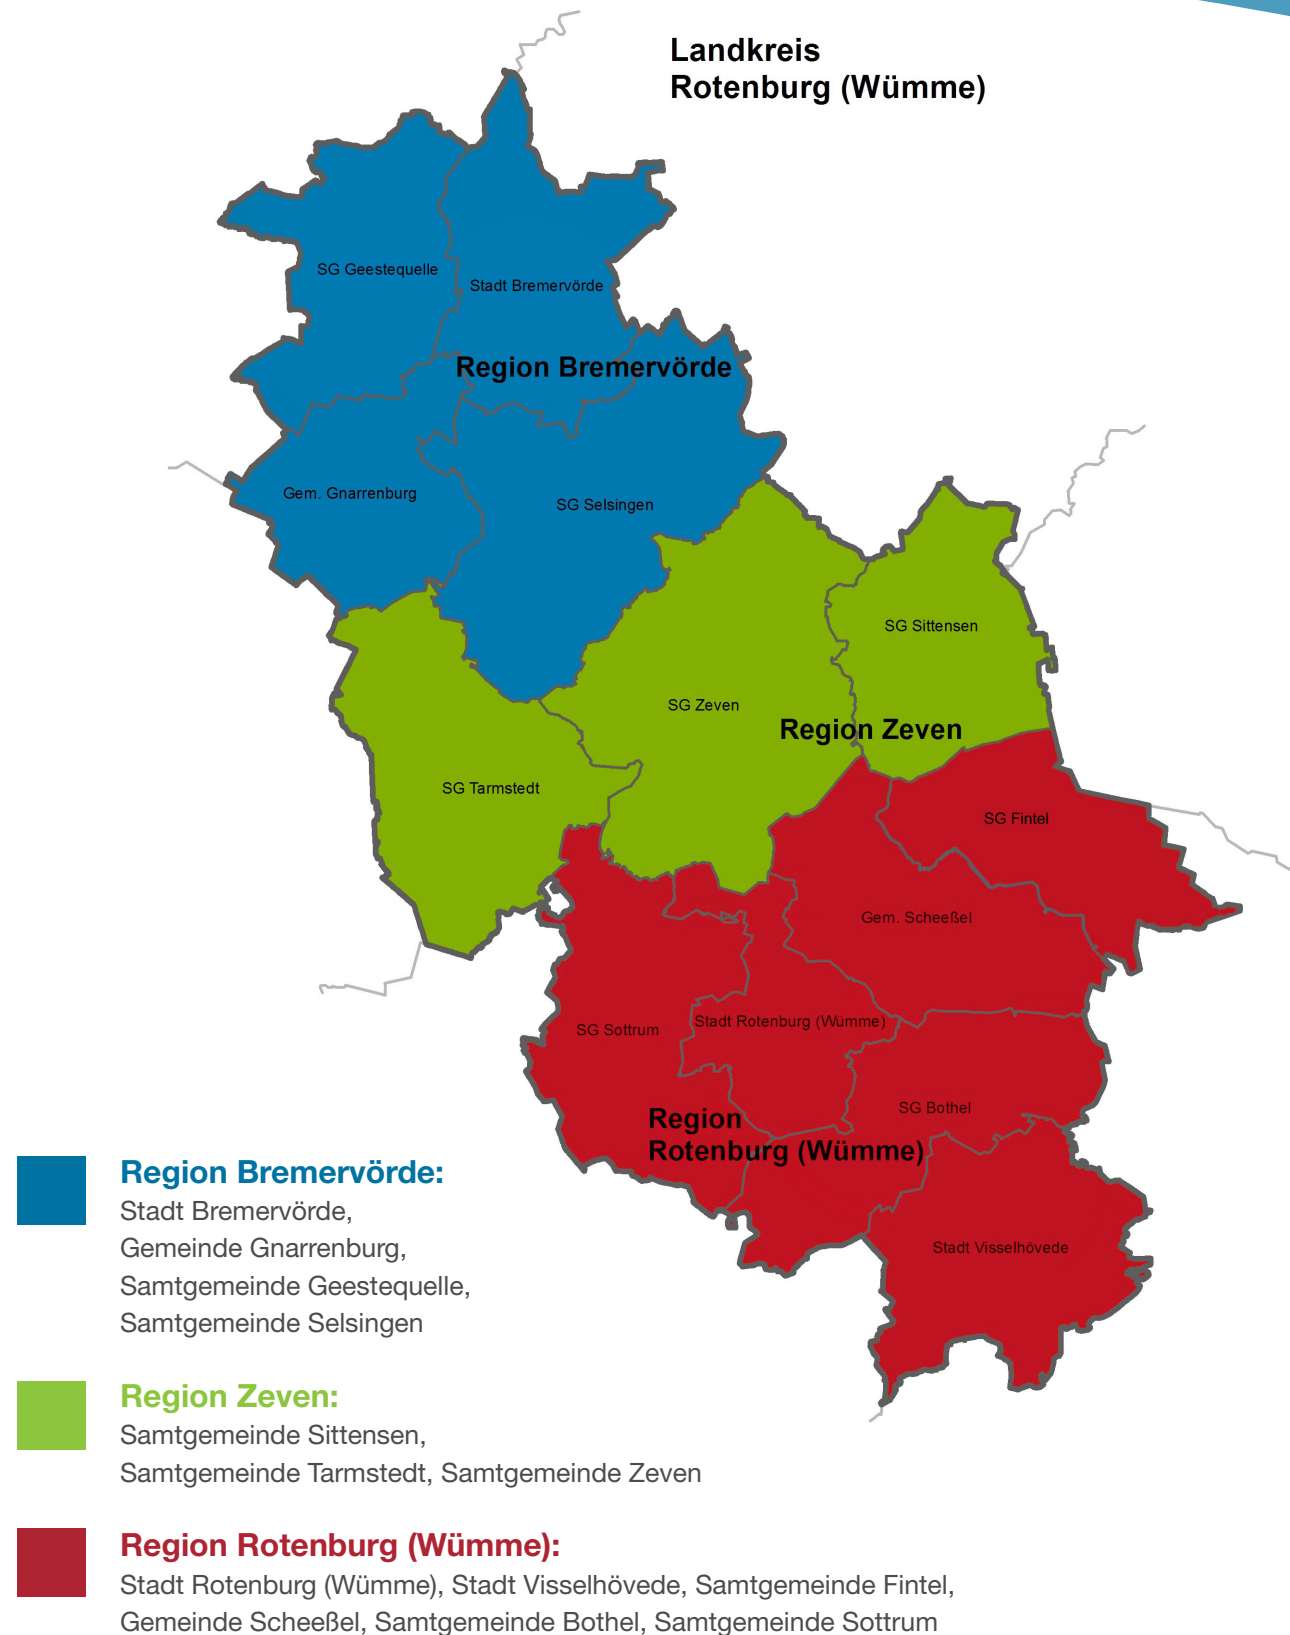 Landkreis
Rotenburg (Wümme)
SG Geestequelle
Stadt Bremervörde
Region Bremervörde
Gem. Gnarrenburg
SG Selsingen
SG Sittensen
SG Zeven
Region Zeven
SG Tarmstedt
SG Fintel
Gem. Scheeßel
Stadt Rotenburg (Wümme)
SG Sottrum
SG Bothel
Region
Rotenburg (Wümme)
Stadt Visselhövede
Region Bremervörde:
Stadt Bremervörde,
Gemeinde Gnarrenburg,
Samtgemeinde Geestequelle,
Samtgemeinde Selsingen
Region Zeven:
Samtgemeinde Sittensen,
Samtgemeinde Tarmstedt, Samtgemeinde Zeven
Region Rotenburg (Wümme):
Stadt Rotenburg (Wümme), Stadt Visselhövede, Samtgemeinde Fintel,
Gemeinde Scheeßel, Samtgemeinde Bothel, Samtgemeinde Sottrum